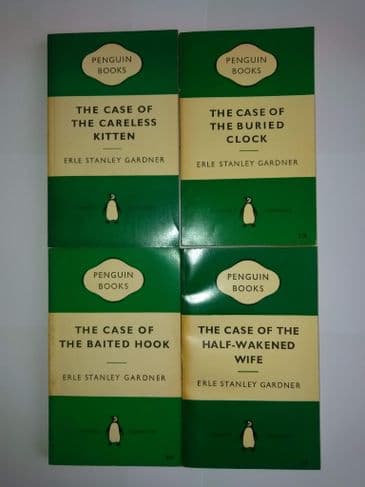 PENGUIN
BOOKS
THE CASE OF
THE CARELESS
KITTEN
ERLE STANLEY GARDNER
PENGUIN
BOOKS
THE CASE OF
THE BURIED
CLOCK
ERLE STANLEY GARDNER
PENGUIN
BOOKS
THE CASE OF
THE BAITED HOOK
ERLE STANLEY GARDNER
PENGUIN
BOOKS
THE CASE OF THE
HALF-WAKENED
WIFE
ERLE STANLEY GARDNER